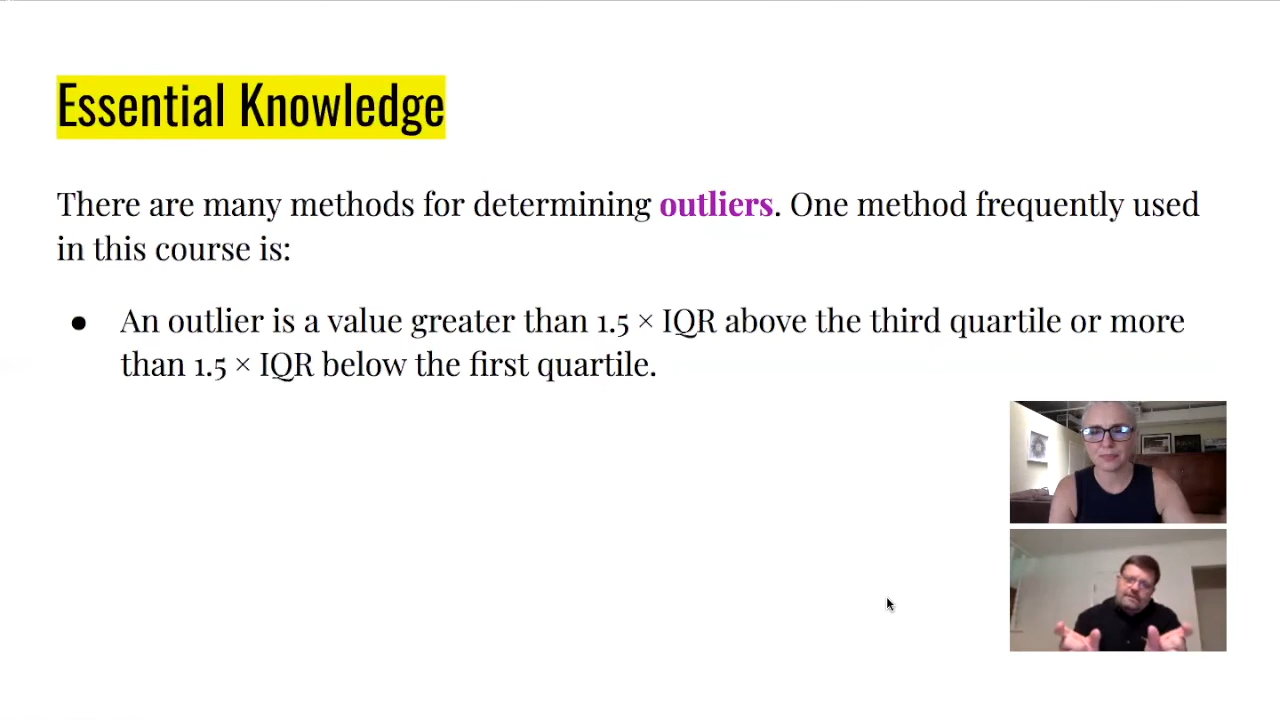 Essential Knowledge
There are many methods for determining outliers. One method frequently used
in this course is:
● An outlier is a value greater than 1.5 × IQR above the third quartile or more
than 1.5 × IQR below the first quartile.